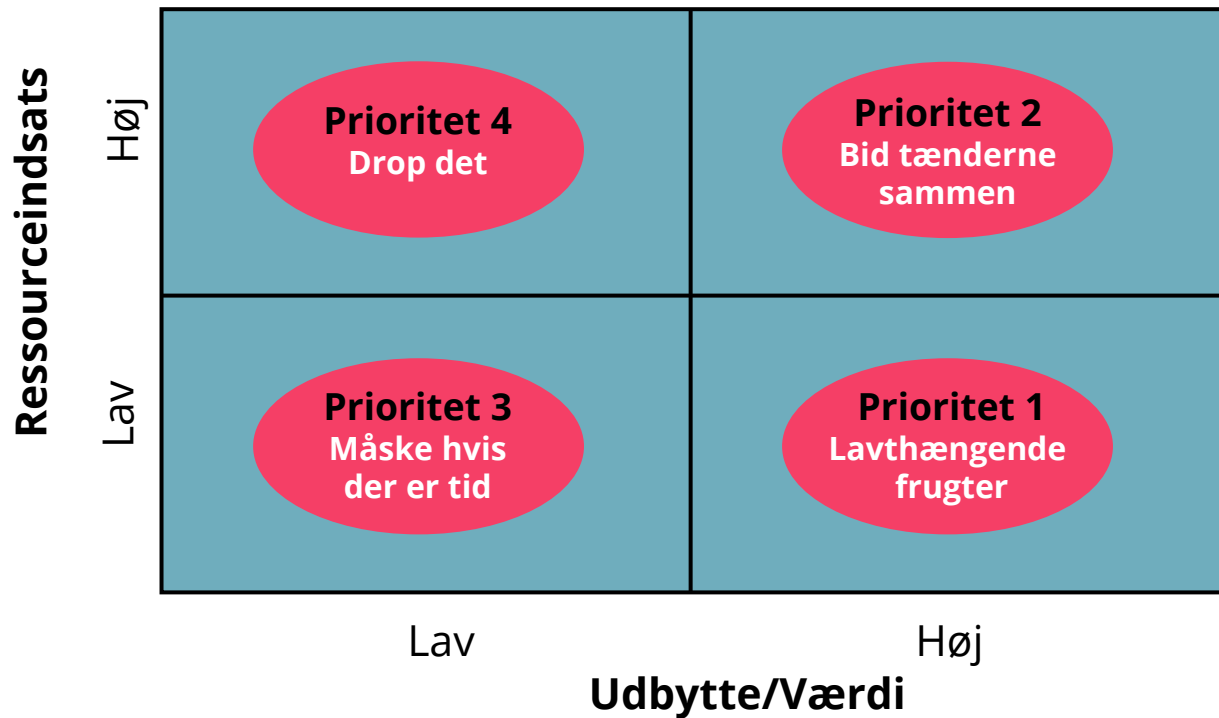 Ressourceindsats
Høj
Prioritet 4
Drop det
Prioritet 2
Bid tænderne
sammen
Lav
Prioritet 3
Måske hvis
der er tid
Prioritet 1
Lavthængende
frugter
Lav
Høj
Udbytte/Værdi